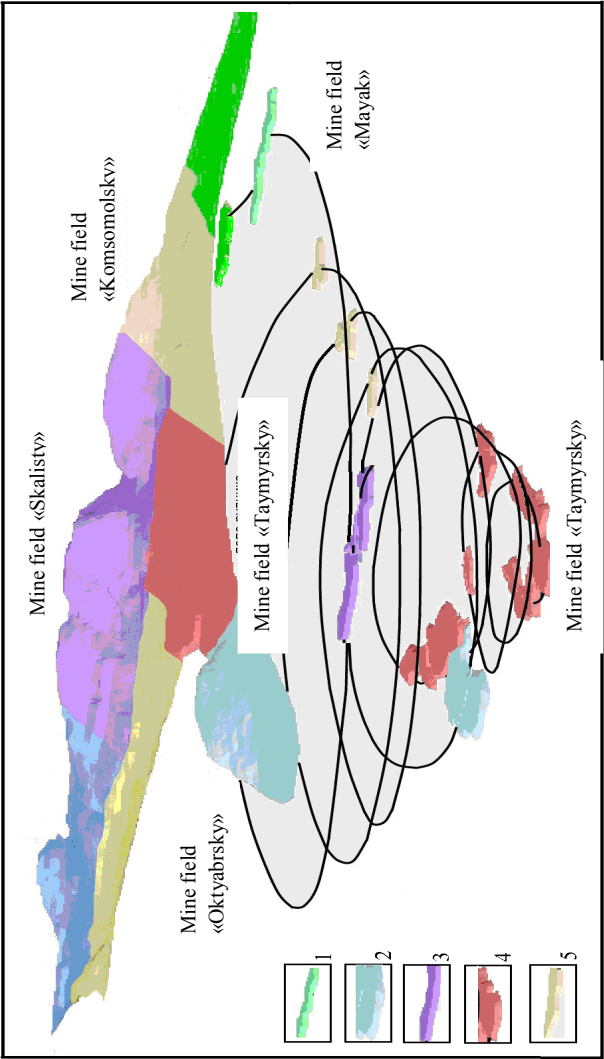 Mine field «Skalisty»
Mine field
«Komsomolskv»
Mine field
«Oktyabrsky»
Mine field «Taymyrsky»
Mine field
«Mayak»
Mine field «Taymyrsky»
1
2
3
4
5